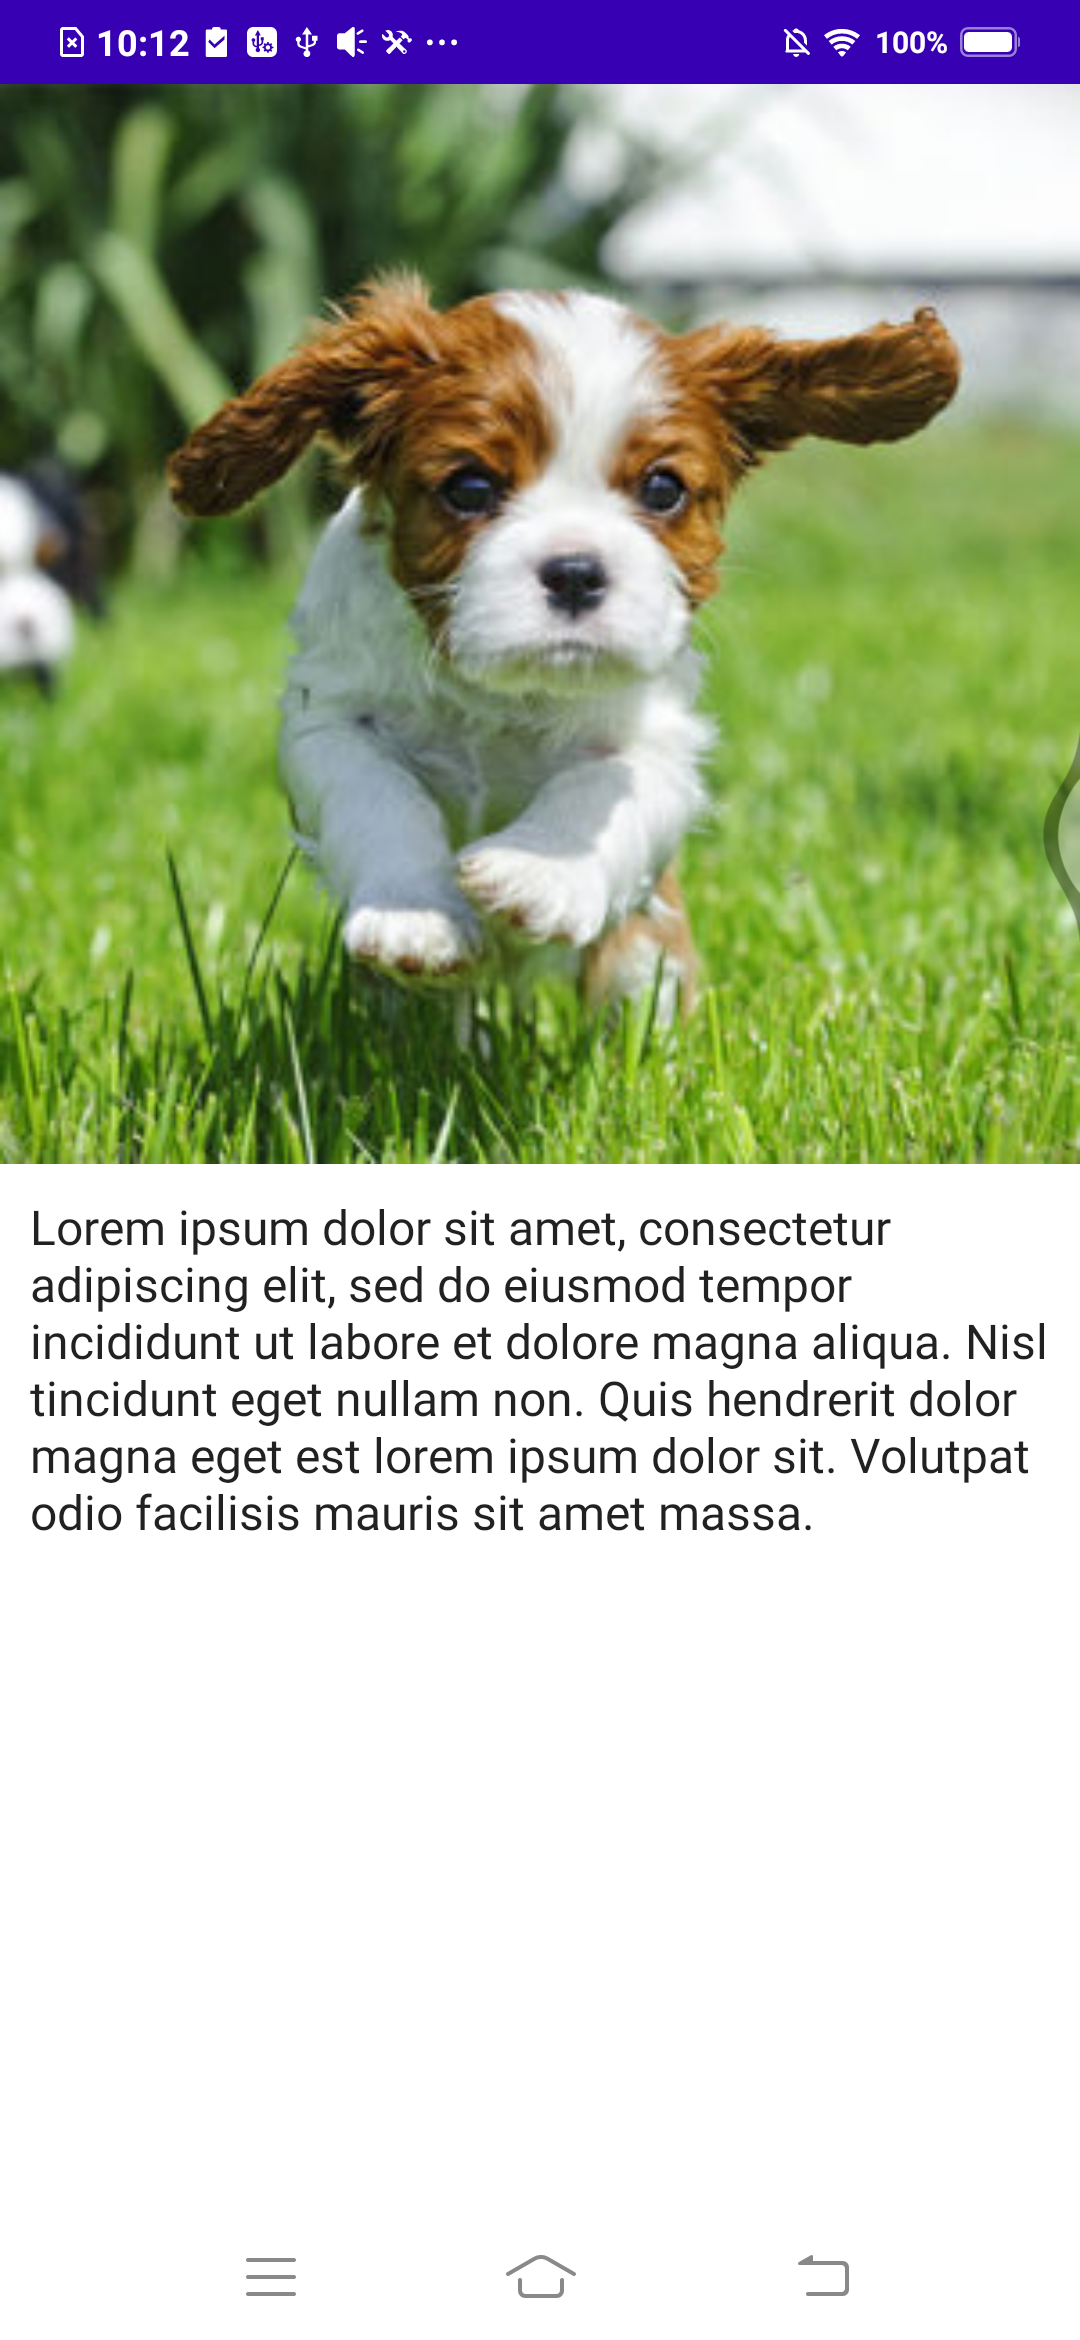 10:12 100%
Lorem ipsum dolor sit amet, consectetur
adipiscing elit, sed do eiusmod tempor
incididunt ut labore et dolore magna aliqua. Nisl
tincidunt eget nullam non. Quis hendrerit dolor
magna eget est lorem ipsum dolor sit. Volutpat
odio facilisis mauris sit amet massa.